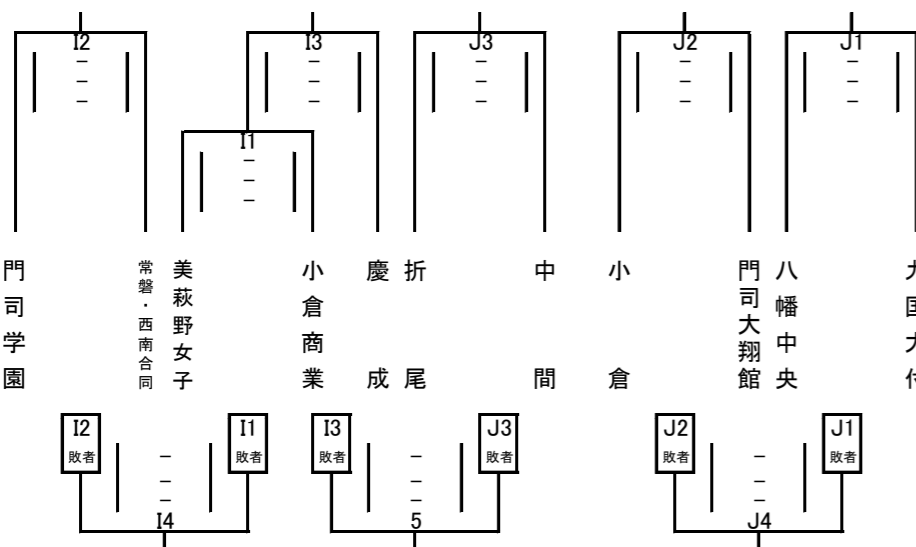 I2 I3 J3 J2 J1
I1
門司学園
常磐・西南合同
美萩野女子
小倉商業
慶成
折尾
中間
小倉
門司大翔館
八幡中央
I2 敗者
I1 敗者
I3 敗者
J3 敗者
J2 敗者
J1 敗者
I4 5 J4